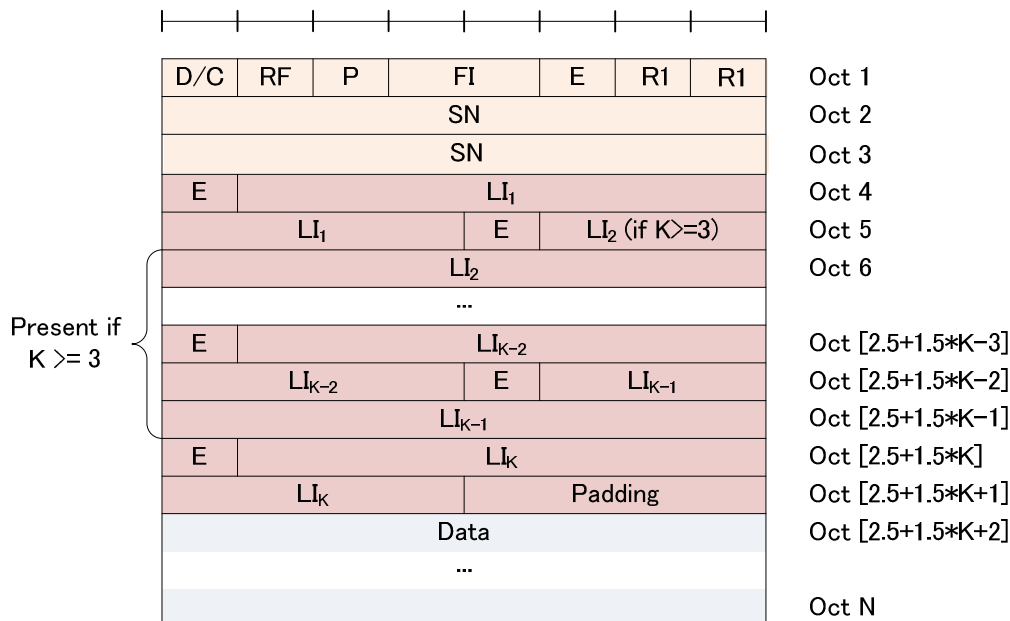 D/C RF P FI E R1 R1 Oct 1
SN Oct 2
SN Oct 3
E LI₁ Oct 4
LI₁ E LI₂ (if K>=3) Oct 5
LI₂ Oct 6
...
Present if
K >= 3
E LIK-2 Oct [2.5+1.5*K-3]
LIK-2 E LIK-1 Oct [2.5+1.5*K-2]
LIK-1 Oct [2.5+1.5*K-1]
E LIK Oct [2.5+1.5*K]
LIK Padding Oct [2.5+1.5*K+1]
Data Oct [2.5+1.5*K+2]
...
Oct N